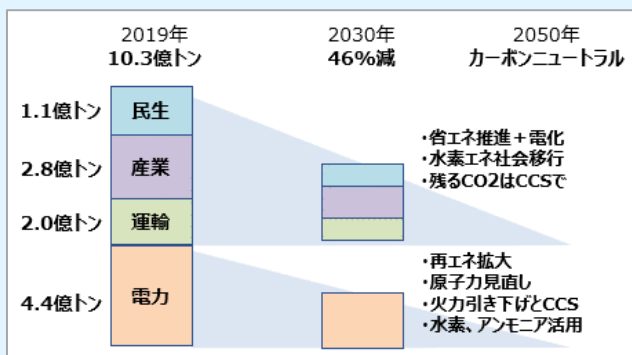 2019年
10.3億トン
2030年
46%減
2050年
カーボンニュートラル
1.1億トン
民生
2.8億トン
産業
2.0億トン
運輸
4.4億トン
電力
・省エネ推進＋電化
・水素エネ社会移行
・残るCO2はCCSで
・再エネ拡大
・原子力見直し
・火力引き下げとCCS
・水素、アンモニア活用